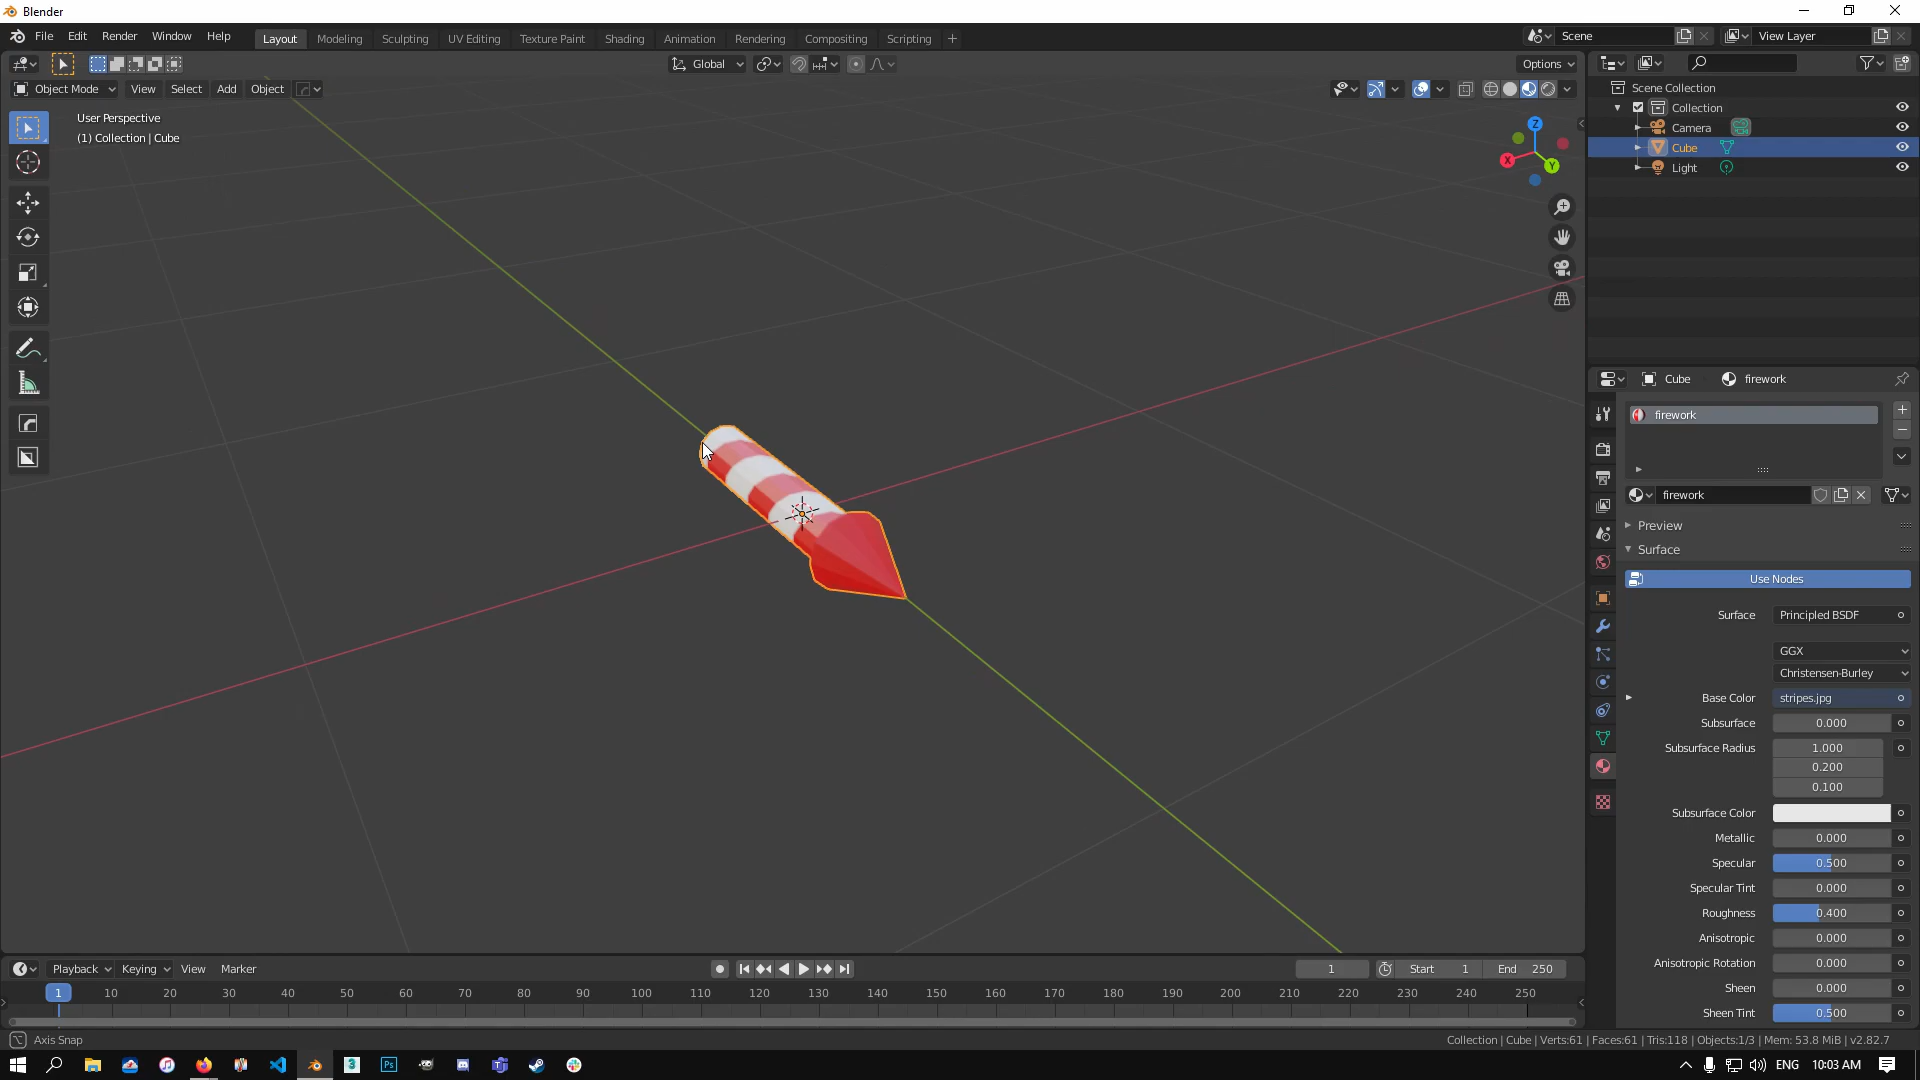 Blender
File Edit Render Window Help
Layout Modeling Sculpting UV Editing Texture Paint Shading Animation Rendering Compositing Scripting +
Scene
View Layer
Global
Options
Object Mode View Select Add Object
User Perspective
(1) Collection | Cube
Z
X
Y
Scene Collection
Collection
Camera
Cube
Light
Cube firework
firework
firework
Preview
Surface
Use Nodes
Surface Principled BSDF
GGX
Christensen-Burley
Base Color stripes.jpg
Subsurface 0.000
Subsurface Radius 1.000
0.200
0.100
Subsurface Color
Metallic 0.000
Specular 0.500
Specular Tint 0.000
Roughness 0.400
Anisotropic 0.000
Anisotropic Rotation 0.000
Sheen 0.000
Sheen Tint 0.500
Playback Keying View Marker
1 Start 1 End 250
1 10 20 30 40 50 60 70 80 90 100 110 120 130 140 150 160 170 180 190 200 210 220 230 240 250
Axis Snap
Collection | Cube | Verts:61 | Faces:61 | Tris:118 | Objects:1/3 | Mem: 53.8 MiB | v2.82.7
3 Ps
ENG 10:03 AM